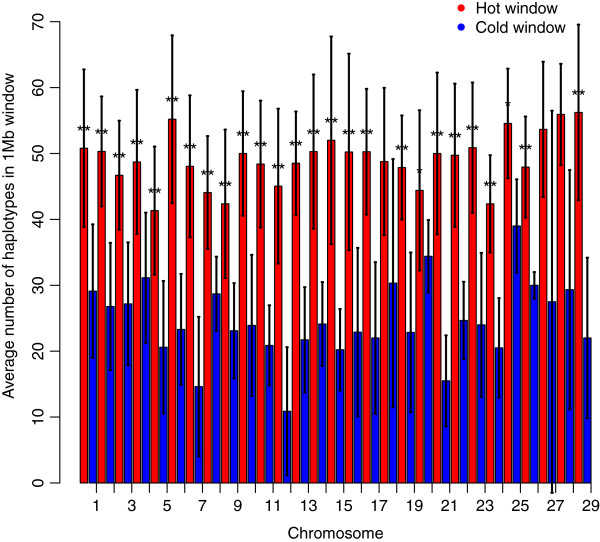 Hot window
Cold window
Average number of haplotypes in 1Mb window
70
60
50
40
30
20
10
0
** ** ** ** ** ** ** ** ** ** ** ** ** ** ** ** ** ** * ** ** ** ** * **  **
1 3 5 7 9 11 13 15 17 19 21 23 25 27 29
Chromosome